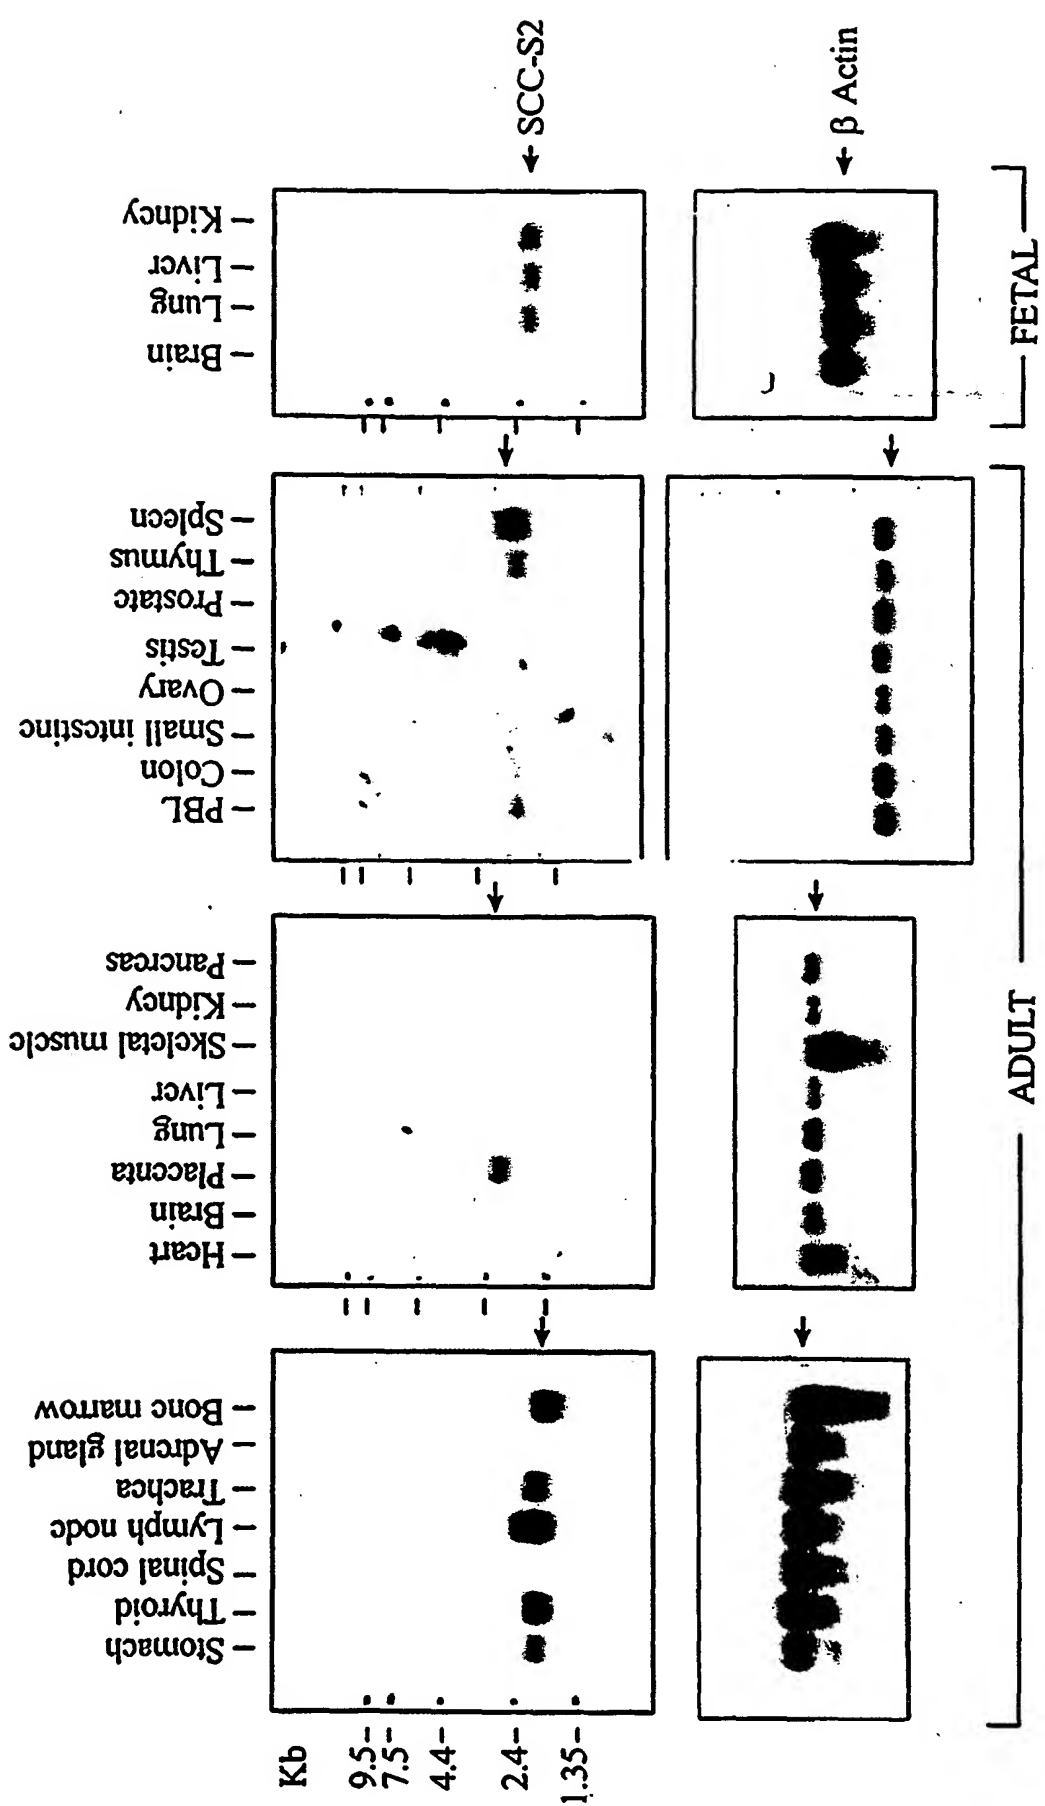 Kb
9.5-
7.5-
4.4-
2.4-
1.35-
Stomach
Thyroid
Spinal cord
Lymph node
Trachea
Adrenal gland
Bone marrow
Heart
Brain
Placenta
Lung
Liver
Skeletal muscle
Kidney
Pancreas
PBL
Colon
Small intestine
Ovary
Testis
Prostate
Thymus
Spleen
Brain
Lung
Liver
Kidney
SCC-S2
β Actin
ADULT
FETAL